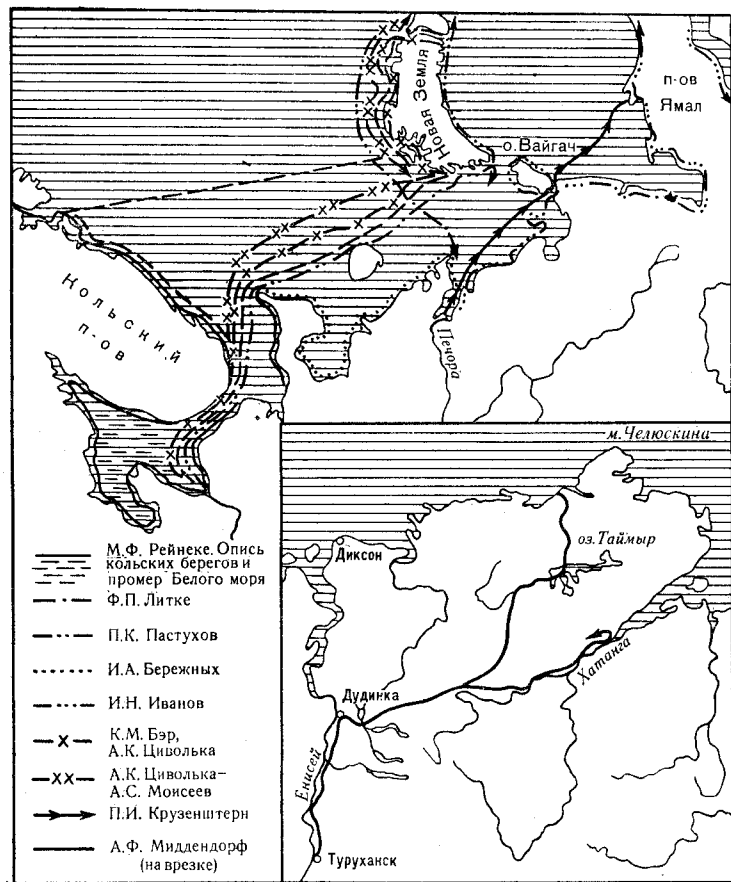 Новая Земля
п-ов
Ямал
о. Вайгач
Кольский
п-ов
Печора
м. Челюскина
оз. Таймыр
Диксон
Хатанга
Дудинка
Енисей
Туруханск
М.Ф. Рейнеке. Опись
кольских берегов и
промер Белого моря
Ф.П. Литке
П.К. Пастухов
И.А. Бережных
И.Н. Иванов
К.М. Бэр,
А.К. Циволька
А.К. Циволька–
А.С. Моисеев
П.И. Крузенштерн
А.Ф. Миддендорф
(на врезке)